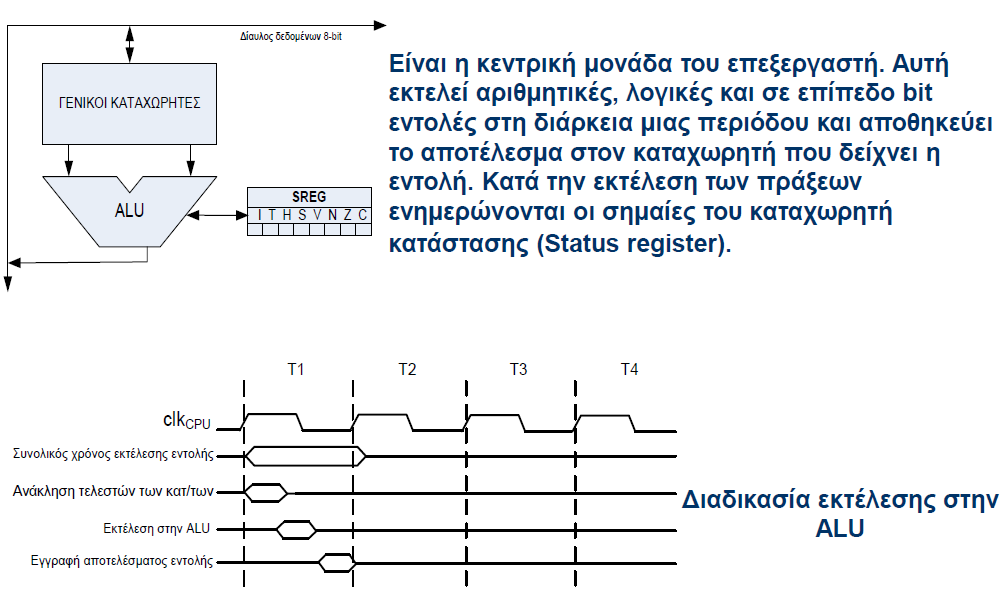 Δίαυλος δεδομένων 8-bit
ΓΕΝΙΚΟΙ ΚΑΤΑΧΩΡΗΤΕΣ
ALU
SREG
I T H S V N Z C
Είναι η κεντρική μονάδα του επεξεργαστή. Αυτή
εκτελεί αριθμητικές, λογικές και σε επίπεδο bit
εντολές στη διάρκεια μιας περιόδου και αποθηκεύει
το αποτέλεσμα στον καταχωρητή που δείχνει η
εντολή. Κατά την εκτέλεση των πράξεων
ενημερώνονται οι σημαίες του καταχωρητή
κατάστασης (Status register).
T1 T2 T3 T4
clkCPU
Συνολικός χρόνος εκτέλεσης εντολής
Ανάκληση τελεστών των κατ/των
Εκτέλεση στην ALU
Εγγραφή αποτελέσματος εντολής
Διαδικασία εκτέλεσης στην
ALU